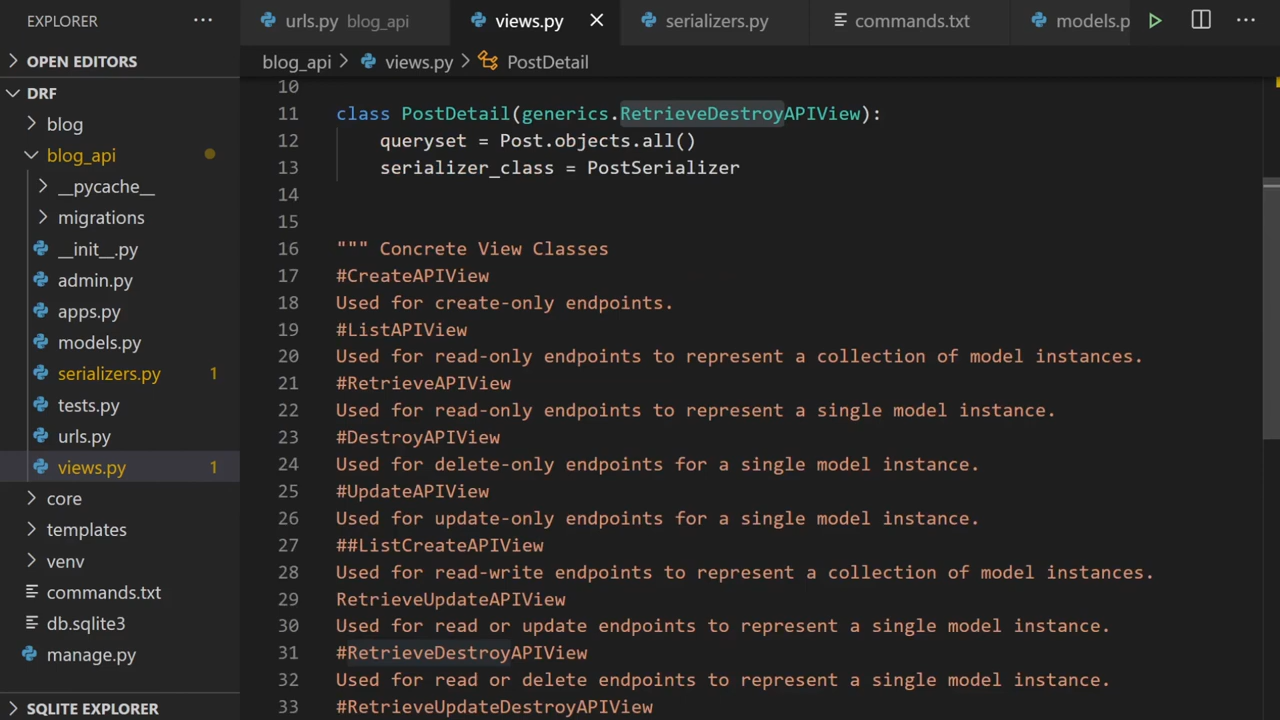 EXPLORER
···
urls.py blog_api
views.py
serializers.py
commands.txt
models.p
···
OPEN EDITORS
blog_api
views.py
PostDetail
DRF
blog
blog_api
__pycache__
migrations
__init__.py
admin.py
apps.py
models.py
serializers.py 1
tests.py
urls.py
views.py 1
core
templates
venv
commands.txt
db.sqlite3
manage.py
SQLITE EXPLORER
10
11 class PostDetail(generics.RetrieveDestroyAPIView):
12 queryset = Post.objects.all()
13 serializer_class = PostSerializer
14
15
16 """ Concrete View Classes
17 #CreateAPIView
18 Used for create-only endpoints.
19 #ListAPIView
20 Used for read-only endpoints to represent a collection of model instances.
21 #RetrieveAPIView
22 Used for read-only endpoints to represent a single model instance.
23 #DestroyAPIView
24 Used for delete-only endpoints for a single model instance.
25 #UpdateAPIView
26 Used for update-only endpoints for a single model instance.
27 ##ListCreateAPIView
28 Used for read-write endpoints to represent a collection of model instances.
29 RetrieveUpdateAPIView
30 Used for read or update endpoints to represent a single model instance.
31 #RetrieveDestroyAPIView
32 Used for read or delete endpoints to represent a single model instance.
33 #RetrieveUpdateDestroyAPIView